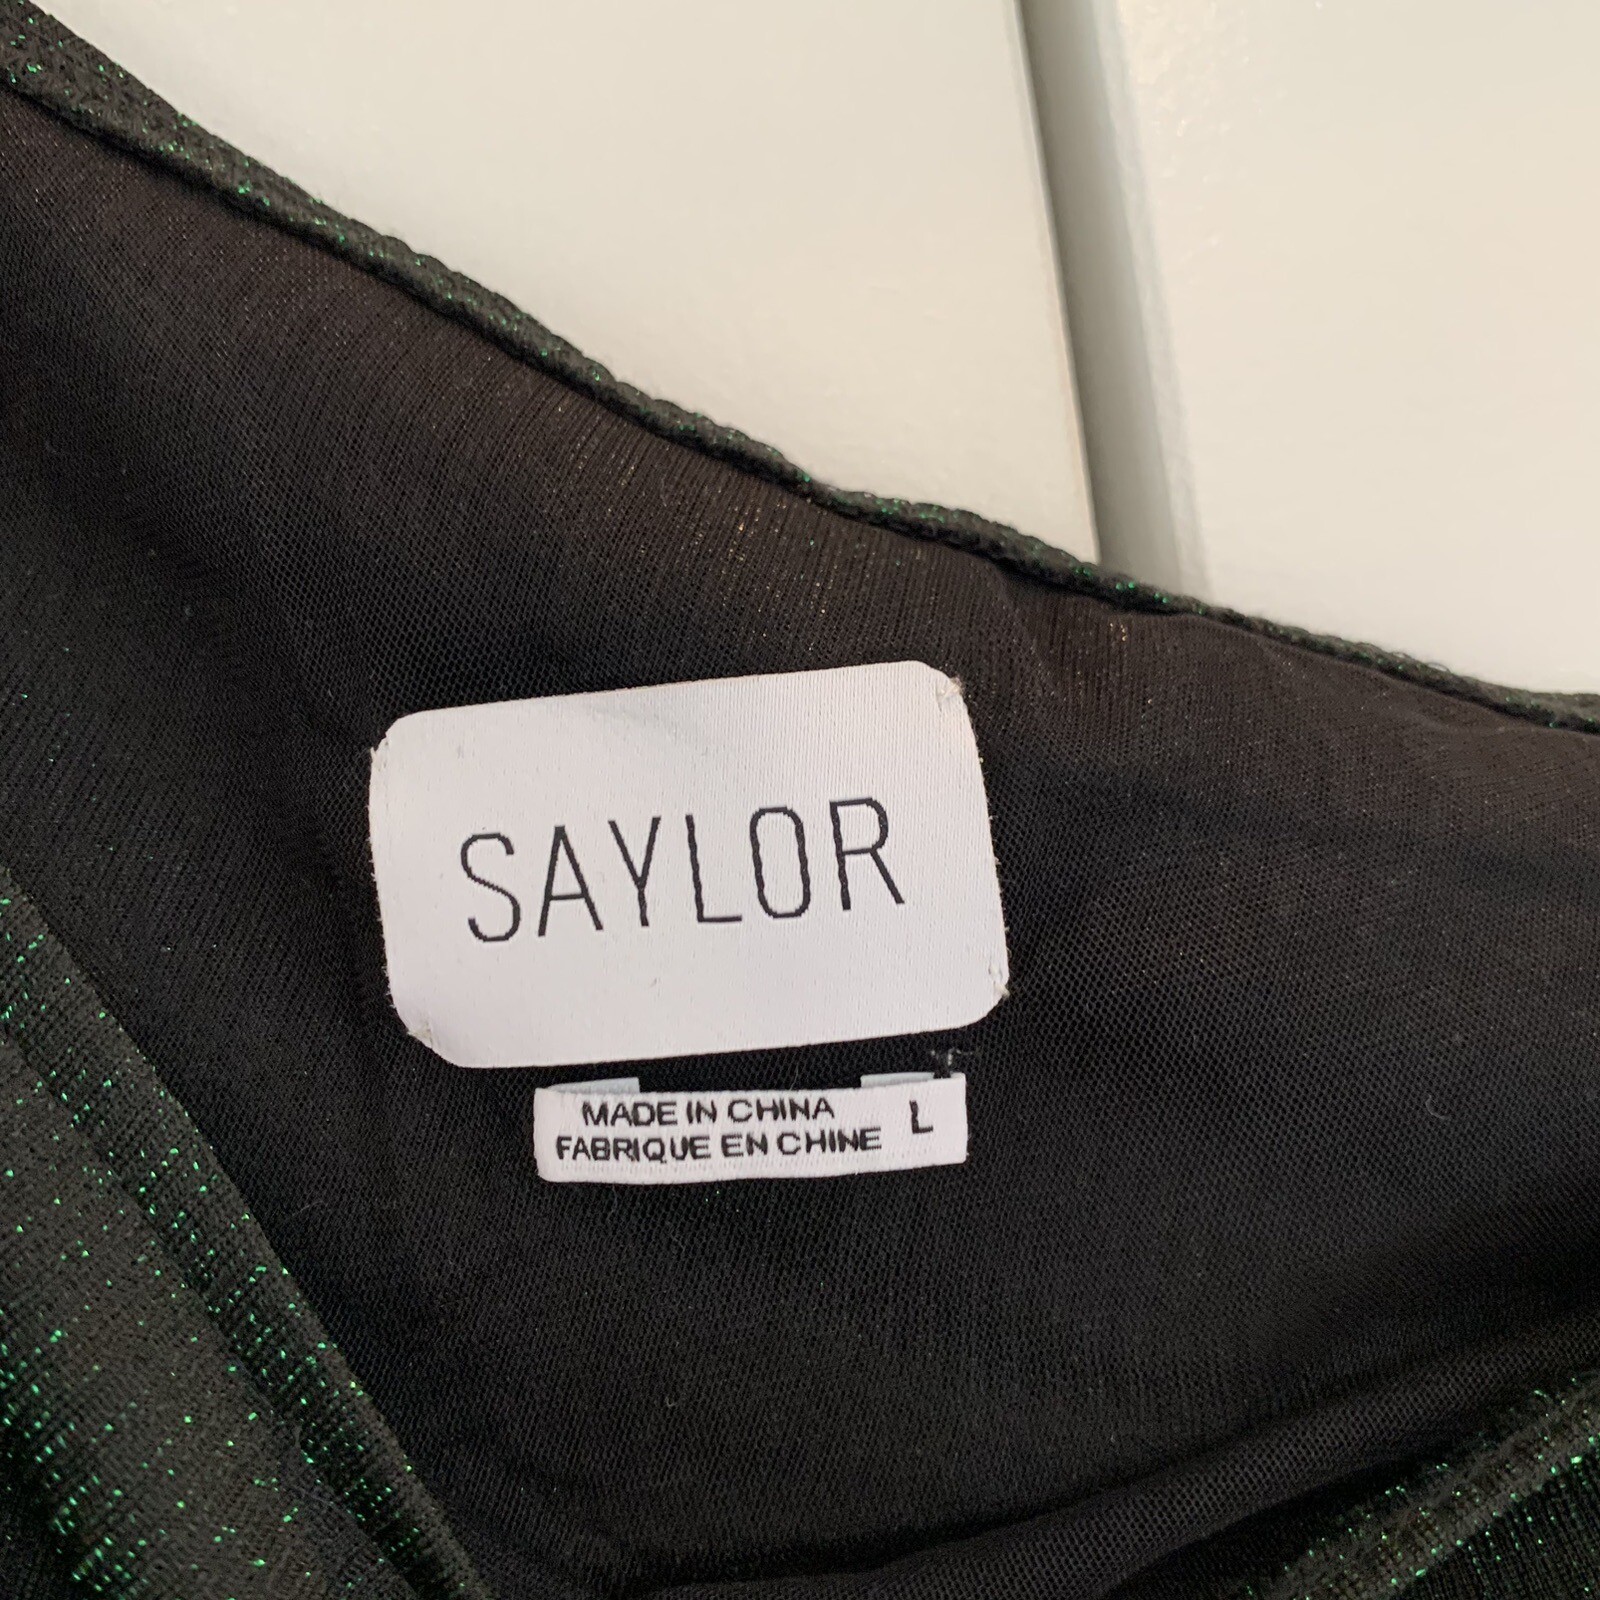 SAYLOR
MADE IN CHINA L
FABRIQUE EN CHINE